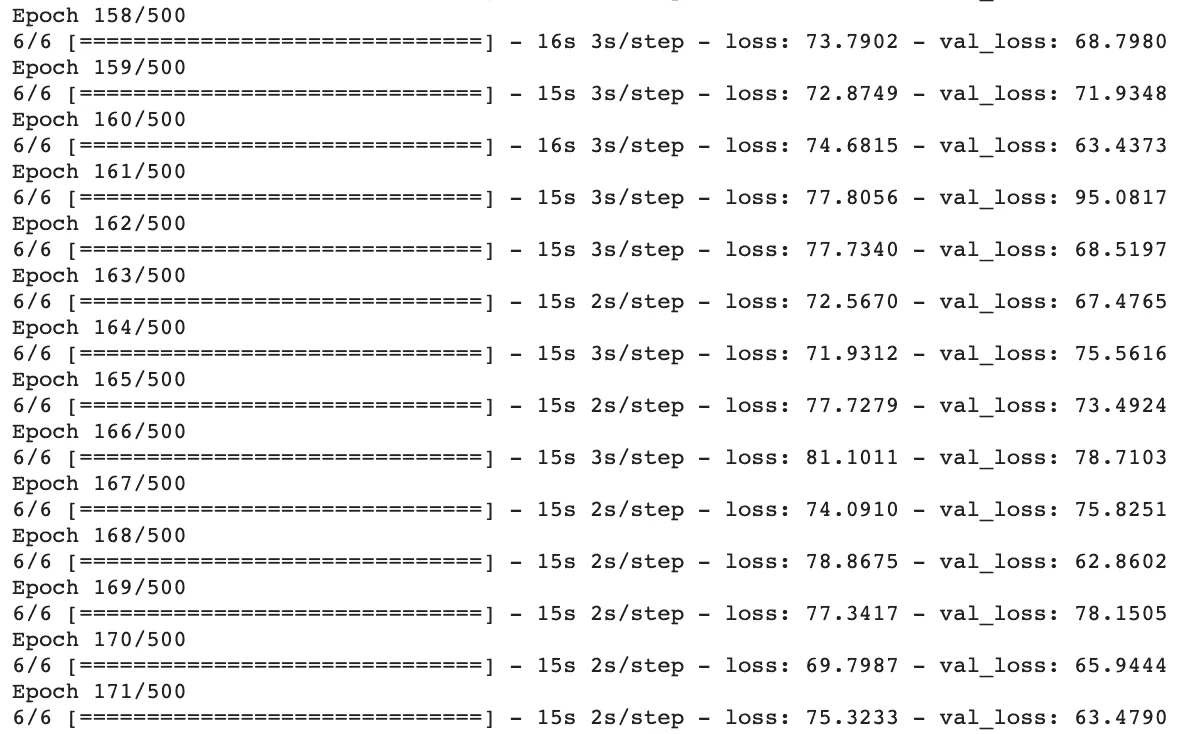 Epoch 158/500
6/6 [==============================] - 16s 3s/step - loss: 73.7902 - val_loss: 68.7980
Epoch 159/500
6/6 [==============================] - 15s 3s/step - loss: 72.8749 - val_loss: 71.9348
Epoch 160/500
6/6 [==============================] - 16s 3s/step - loss: 74.6815 - val_loss: 63.4373
Epoch 161/500
6/6 [==============================] - 15s 3s/step - loss: 77.8056 - val_loss: 95.0817
Epoch 162/500
6/6 [==============================] - 15s 3s/step - loss: 77.7340 - val_loss: 68.5197
Epoch 163/500
6/6 [==============================] - 15s 2s/step - loss: 72.5670 - val_loss: 67.4765
Epoch 164/500
6/6 [==============================] - 15s 3s/step - loss: 71.9312 - val_loss: 75.5616
Epoch 165/500
6/6 [==============================] - 15s 2s/step - loss: 77.7279 - val_loss: 73.4924
Epoch 166/500
6/6 [==============================] - 15s 3s/step - loss: 81.1011 - val_loss: 78.7103
Epoch 167/500
6/6 [==============================] - 15s 2s/step - loss: 74.0910 - val_loss: 75.8251
Epoch 168/500
6/6 [==============================] - 15s 2s/step - loss: 78.8675 - val_loss: 62.8602
Epoch 169/500
6/6 [==============================] - 15s 2s/step - loss: 77.3417 - val_loss: 78.1505
Epoch 170/500
6/6 [==============================] - 15s 2s/step - loss: 69.7987 - val_loss: 65.9444
Epoch 171/500
6/6 [==============================] - 15s 2s/step - loss: 75.3233 - val_loss: 63.4790